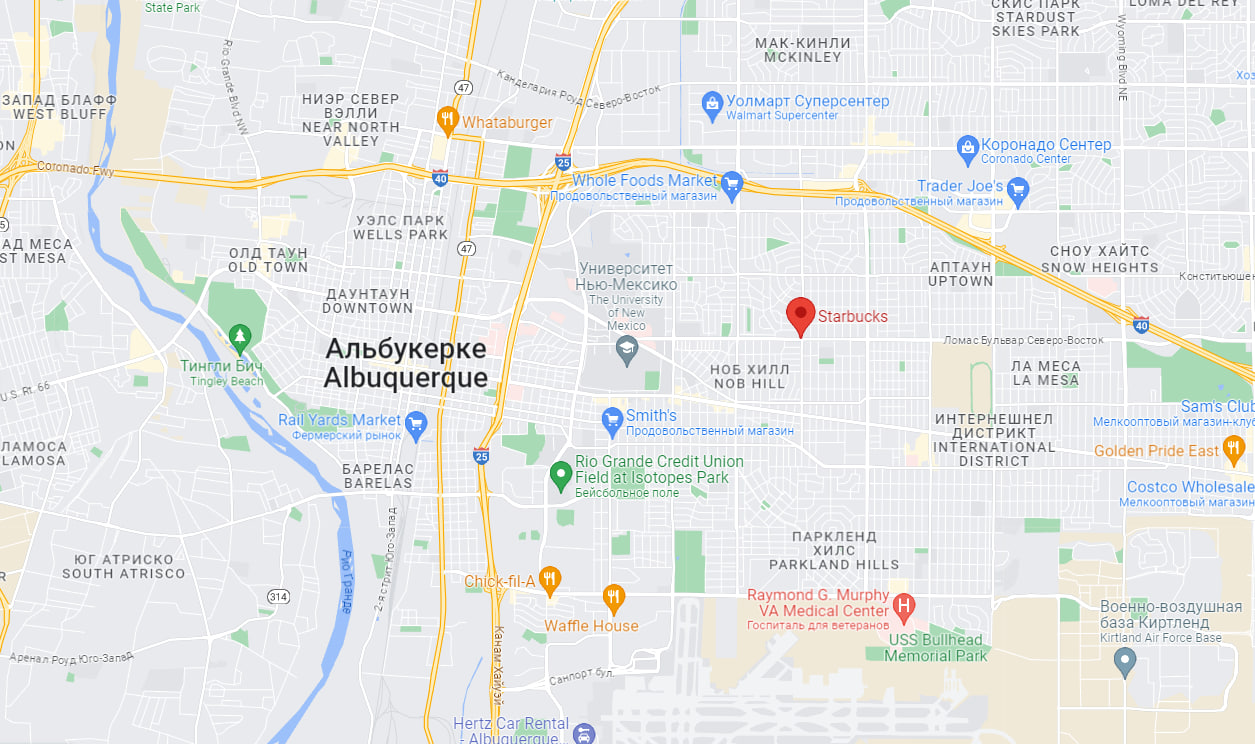 State Park
СКИС ПАРК
STARDUST
SKIES PARK
LOMA DEL REY
Wyoming Blvd NE
МАК-КИНЛИ
MCKINLEY
Rio Grande Blvd NW
47
Канделария Роуд Северо-Восток
ЗАПАД БЛАФФ
WEST BLUFF
НИЭР СЕВЕР
ВЭЛЛИ
NEAR NORTH
VALLEY
Whataburger
Уолмарт Суперсентер
Walmart Supercenter
Коронадо Сентер
Coronado Center
Coronado Fwy
40
25
Whole Foods Market
Продовольственный магазин
Trader Joe's
Продовольственный магазин
УЭЛС ПАРК
WELLS PARK
47
АД МЕСА
ST MESA
ОЛД ТАУН
OLD TOWN
СНОУ ХАЙТС
SNOW HEIGHTS
АПТАУН
UPTOWN
Конститьюшен
Университет
Нью-Мексико
The University
of New
Mexico
ДАУНТАУН
DOWNTOWN
Starbucks
40
Ломас Бульвар Северо-Восток
Альбукерке
Albuquerque
Тингли Бич
Tingley Beach
НОБ ХИЛЛ
NOB HILL
ЛА МЕСА
LA MESA
U.S. Rt. 66
Rail Yards Market
Фермерский рынок
Smith's
Продовольственный магазин
Sam's Club
Мелкооптовый магазин-клуб
ИНТЕРНЕШНЕЛ
ДИСТРИКТ
INTERNATIONAL
DISTRICT
Golden Pride East
ЛАМОСА
LAMOSA
25
БАРЕЛАС
BARELAS
Rio Grande Credit Union
Field at Isotopes Park
Бейсбольное поле
Costco Wholesale
Мелкооптовый магазин
ЮГ АТРИСКО
SOUTH ATRISCO
Рио Гранде
2-я стрит Юго-Запад
ПАРКЛЕНД
ХИЛС
PARKLAND HILLS
314
Chick-fil-A
Waffle House
Raymond G. Murphy
VA Medical Center
Госпиталь для ветеранов
H
USS Bullhead
Memorial Park
Военно-воздушная
база Киртленд
Kirtland Air Force Base
Аренал Роуд Юго-Запад
Канам Хайуэй
Санпорт бул.
Hertz Car Rental
- Albuquerque...